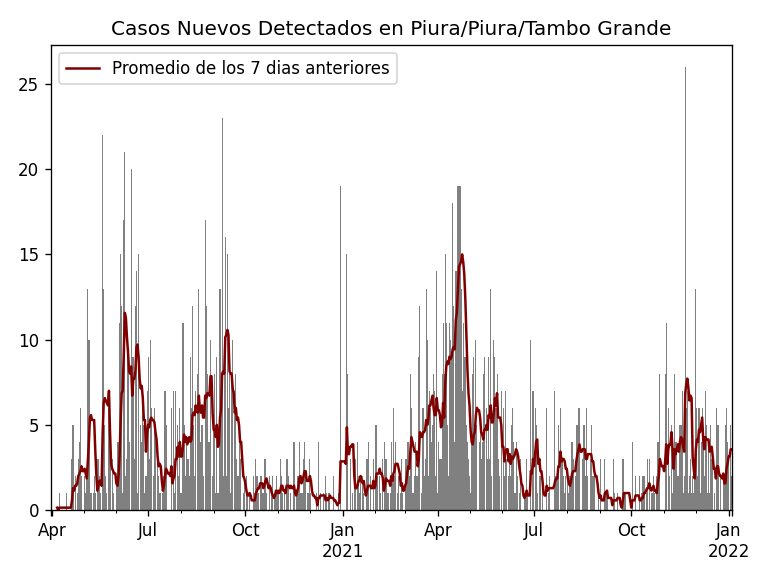 Casos Nuevos Detectados en Piura/Piura/Tambo Grande
Promedio de los 7 dias anteriores
25
20
15
10
5
0
Apr Jul Oct Jan Apr Jul Oct Jan
2021 2022